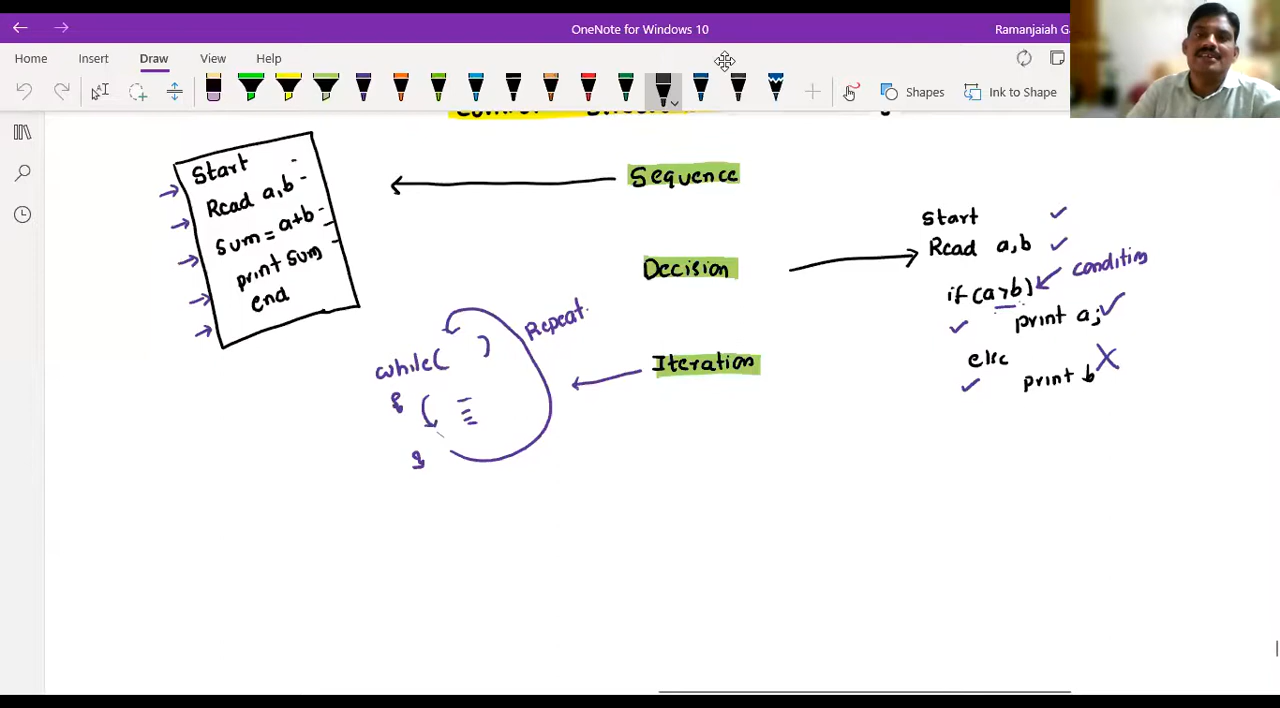 OneNote for Windows 10
Ramanjaiah G
Home
Insert
Draw
View
Help
Shapes
Ink to Shape
Start
Read a,b
Sum = a+b
print sum
end
Sequence
Decision
Iteration
Start
Read a,b
if (a>b)
condition
print a;
else
print b
while( )
Repeat